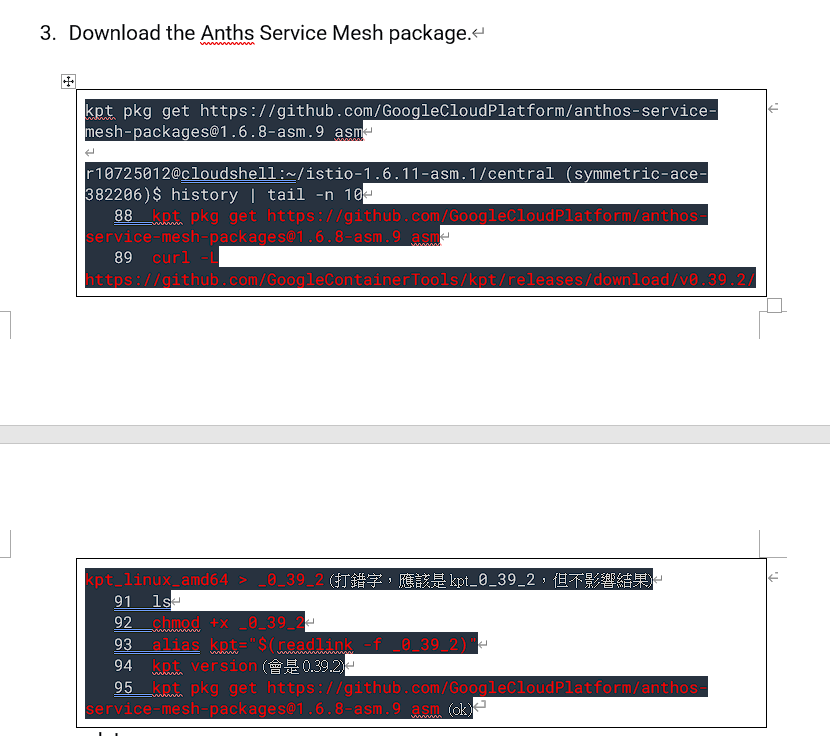 3. Download the Anths Service Mesh package.
kpt pkg get https://github.com/GoogleCloudPlatform/anthos-service-
mesh-packages@1.6.8-asm.9 asm
r10725012@cloudshell:~/istio-1.6.11-asm.1/central (symmetric-ace-
382206)$ history | tail -n 10
88 kpt pkg get https://github.com/GoogleCloudPlatform/anthos-
service-mesh-packages@1.6.8-asm.9 asm
89 curl -L
https://github.com/GoogleContainerTools/kpt/releases/download/v0.39.2/
kpt_linux_amd64 > _0_39_2 (打錯字，應該是 kpt_0_39_2，但不影響結果)
91 ls
92 chmod +x _0_39_2
93 alias kpt="$(readlink -f _0_39_2)"
94 kpt version (會是 0.39.2)
95 kpt pkg get https://github.com/GoogleCloudPlatform/anthos-
service-mesh-packages@1.6.8-asm.9 asm (ok)